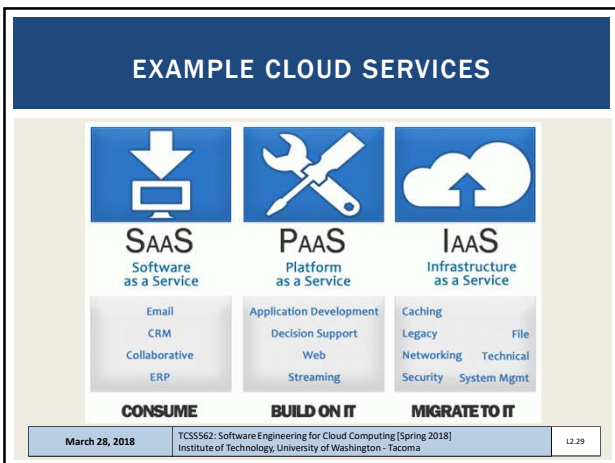 EXAMPLE CLOUD SERVICES
SAAS
Software
as a Service
Email
CRM
Collaborative
ERP
CONSUME
PAAS
Platform
as a Service
Application Development
Decision Support
Web
Streaming
BUILD ON IT
IAAS
Infrastructure
as a Service
Caching
Legacy File
Networking Technical
Security System Mgmt
MIGRATE TO IT
March 28, 2018
TCSS562: Software Engineering for Cloud Computing [Spring 2018]
Institute of Technology, University of Washington - Tacoma
L2.29